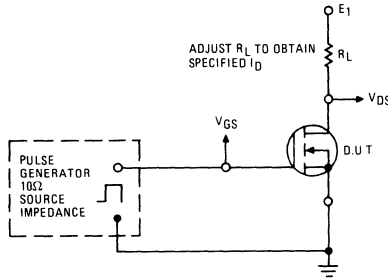 E1
ADJUST RL TO OBTAIN
SPECIFIED ID
RL
VDS
VGS
D.U.T
PULSE
GENERATOR
10Ω
SOURCE
IMPEDANCE